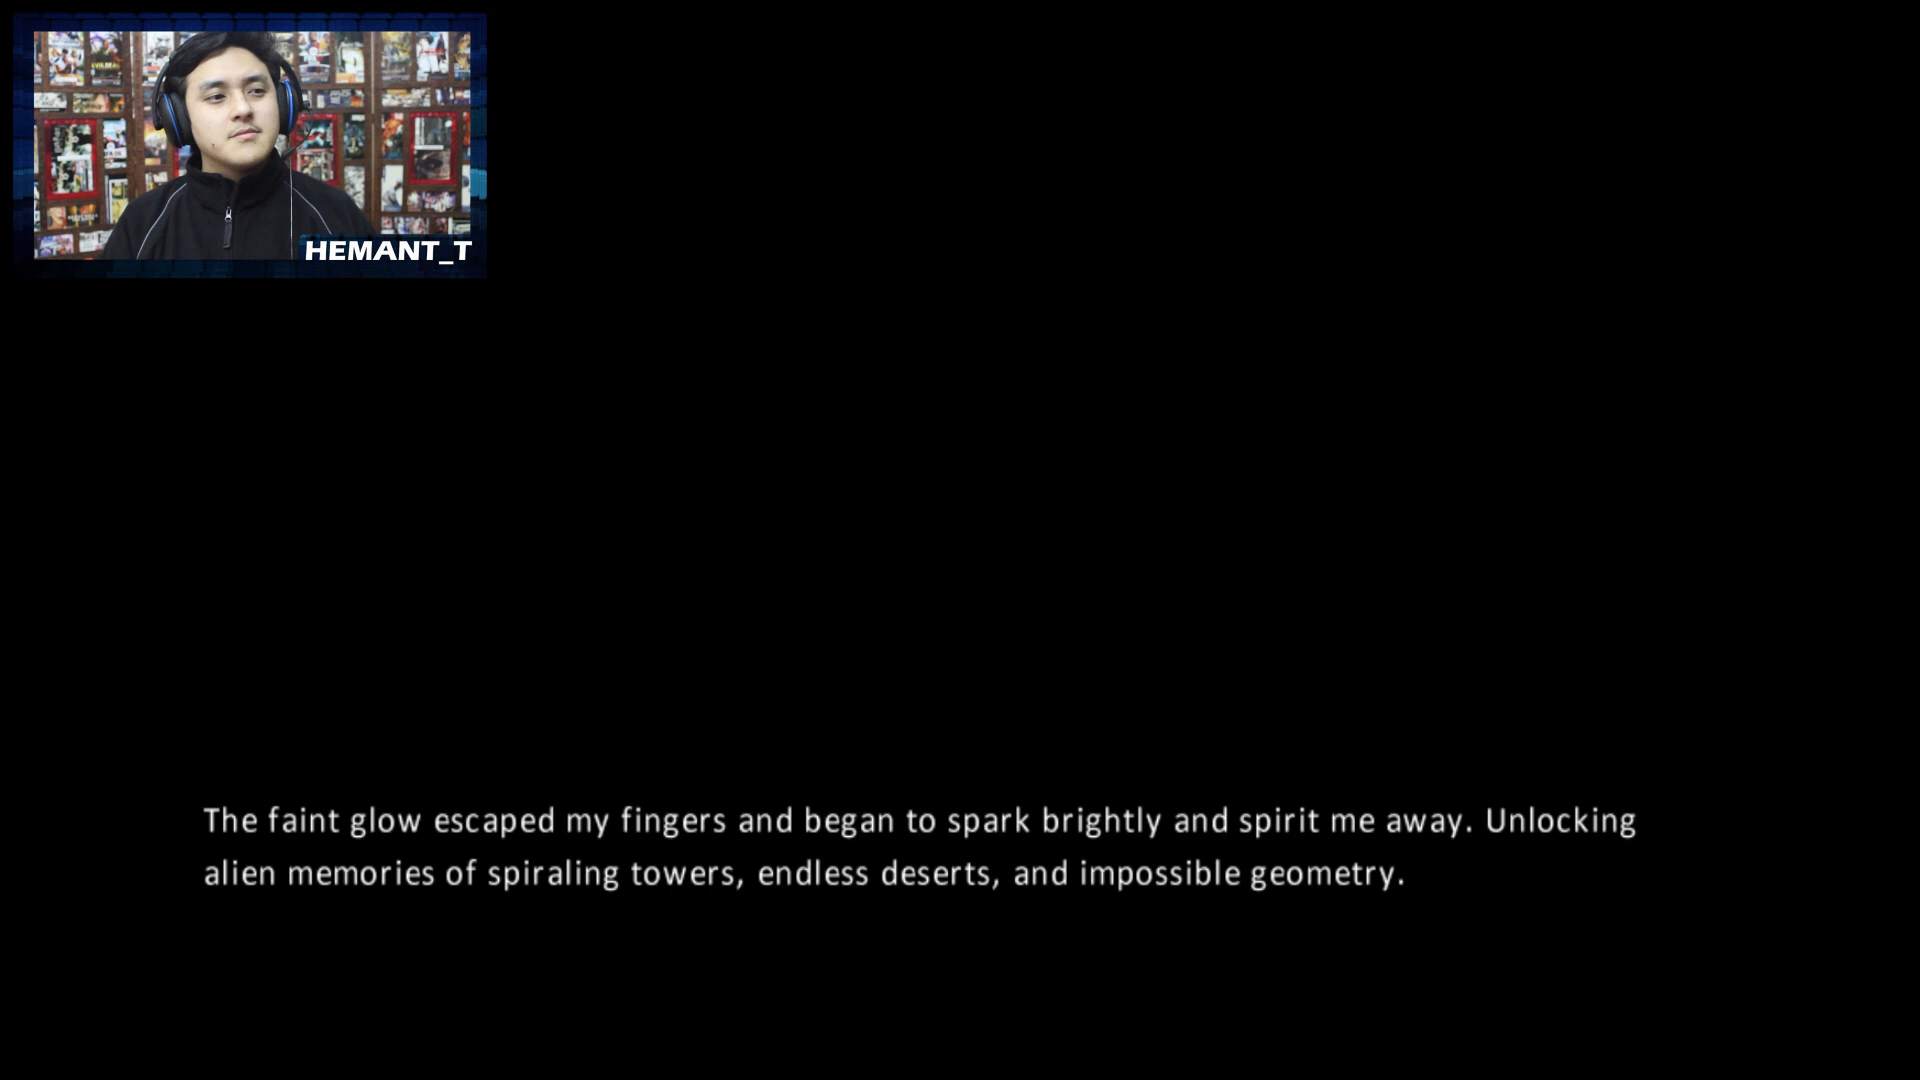 HEMANT_T
The faint glow escaped my fingers and began to spark brightly and spirit me away. Unlocking
alien memories of spiraling towers, endless deserts, and impossible geometry.